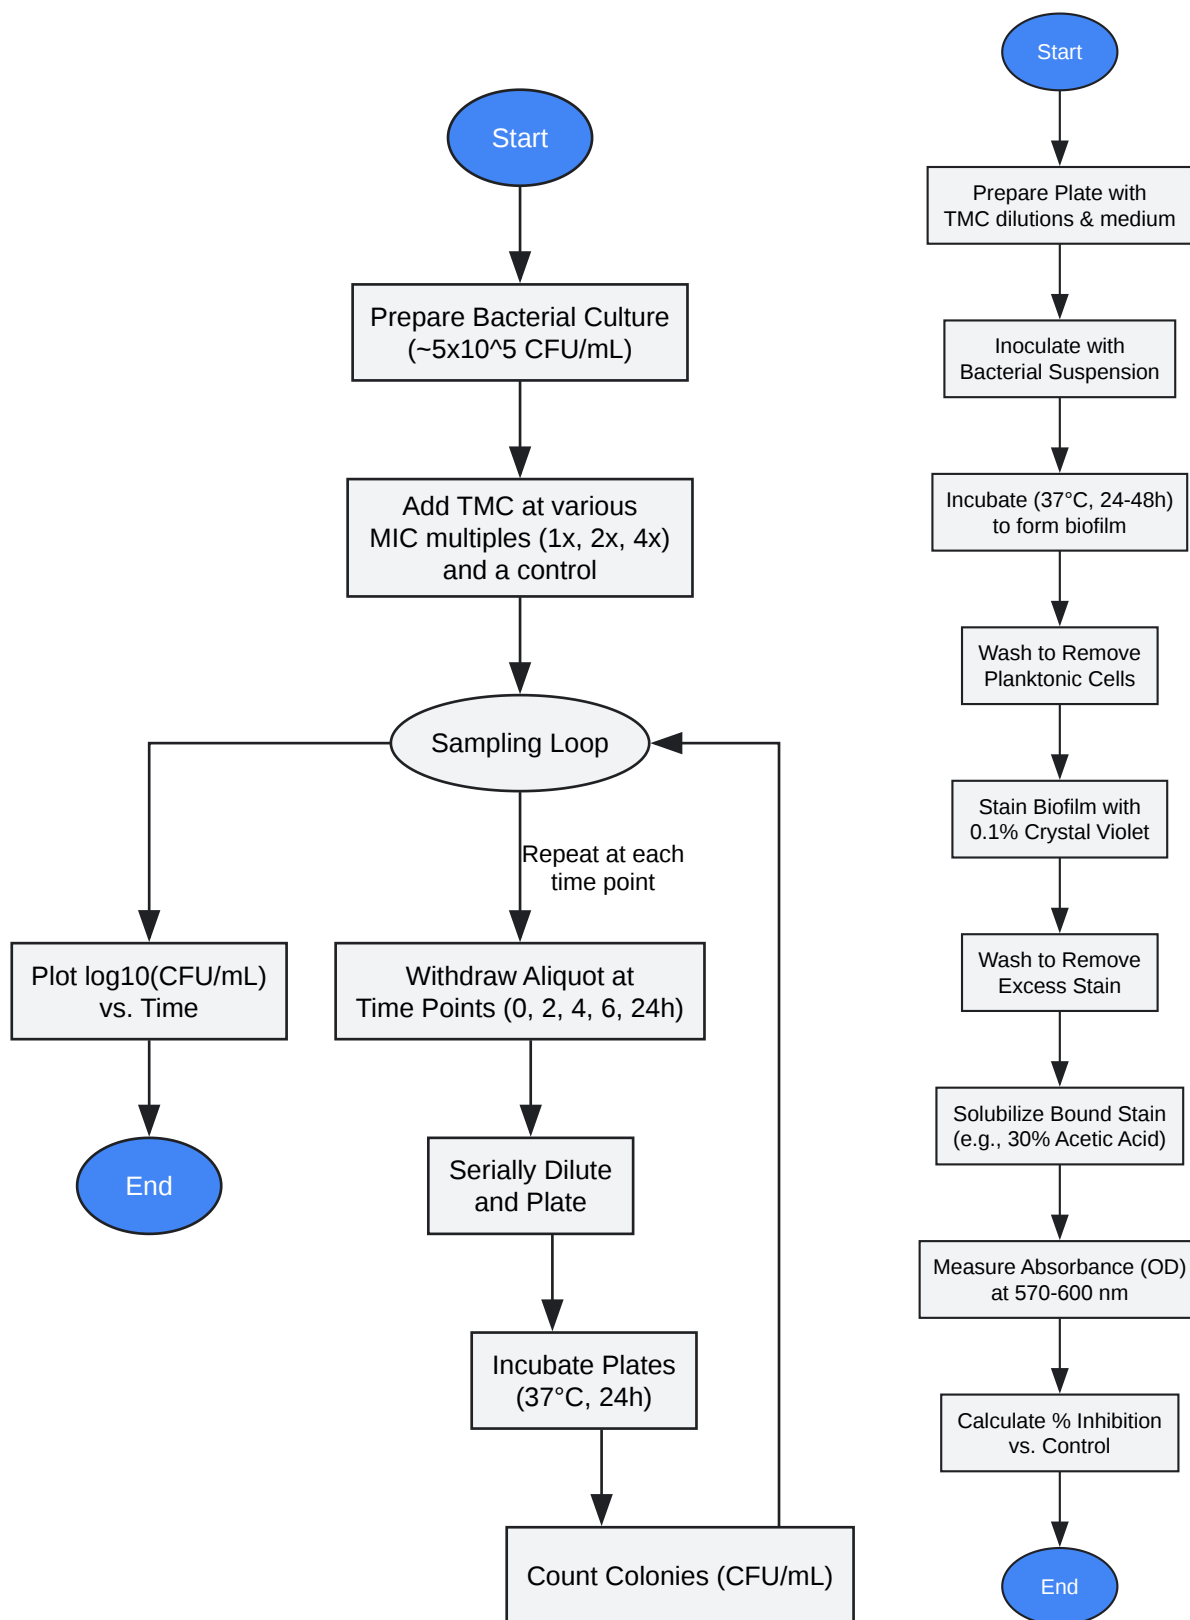 Start
Prepare Bacterial Culture
(~5x10^5 CFU/mL)
Add TMC at various
MIC multiples (1x, 2x, 4x)
and a control
Sampling Loop
Repeat at each
time point
Plot log10(CFU/mL)
vs. Time
End
Withdraw Aliquot at
Time Points (0, 2, 4, 6, 24h)
Serially Dilute
and Plate
Incubate Plates
(37°C, 24h)
Count Colonies (CFU/mL)
Start
Prepare Plate with
TMC dilutions & medium
Inoculate with
Bacterial Suspension
Incubate (37°C, 24-48h)
to form biofilm
Wash to Remove
Planktonic Cells
Stain Biofilm with
0.1% Crystal Violet
Wash to Remove
Excess Stain
Solubilize Bound Stain
(e.g., 30% Acetic Acid)
Measure Absorbance (OD)
at 570-600 nm
Calculate % Inhibition
vs. Control
End